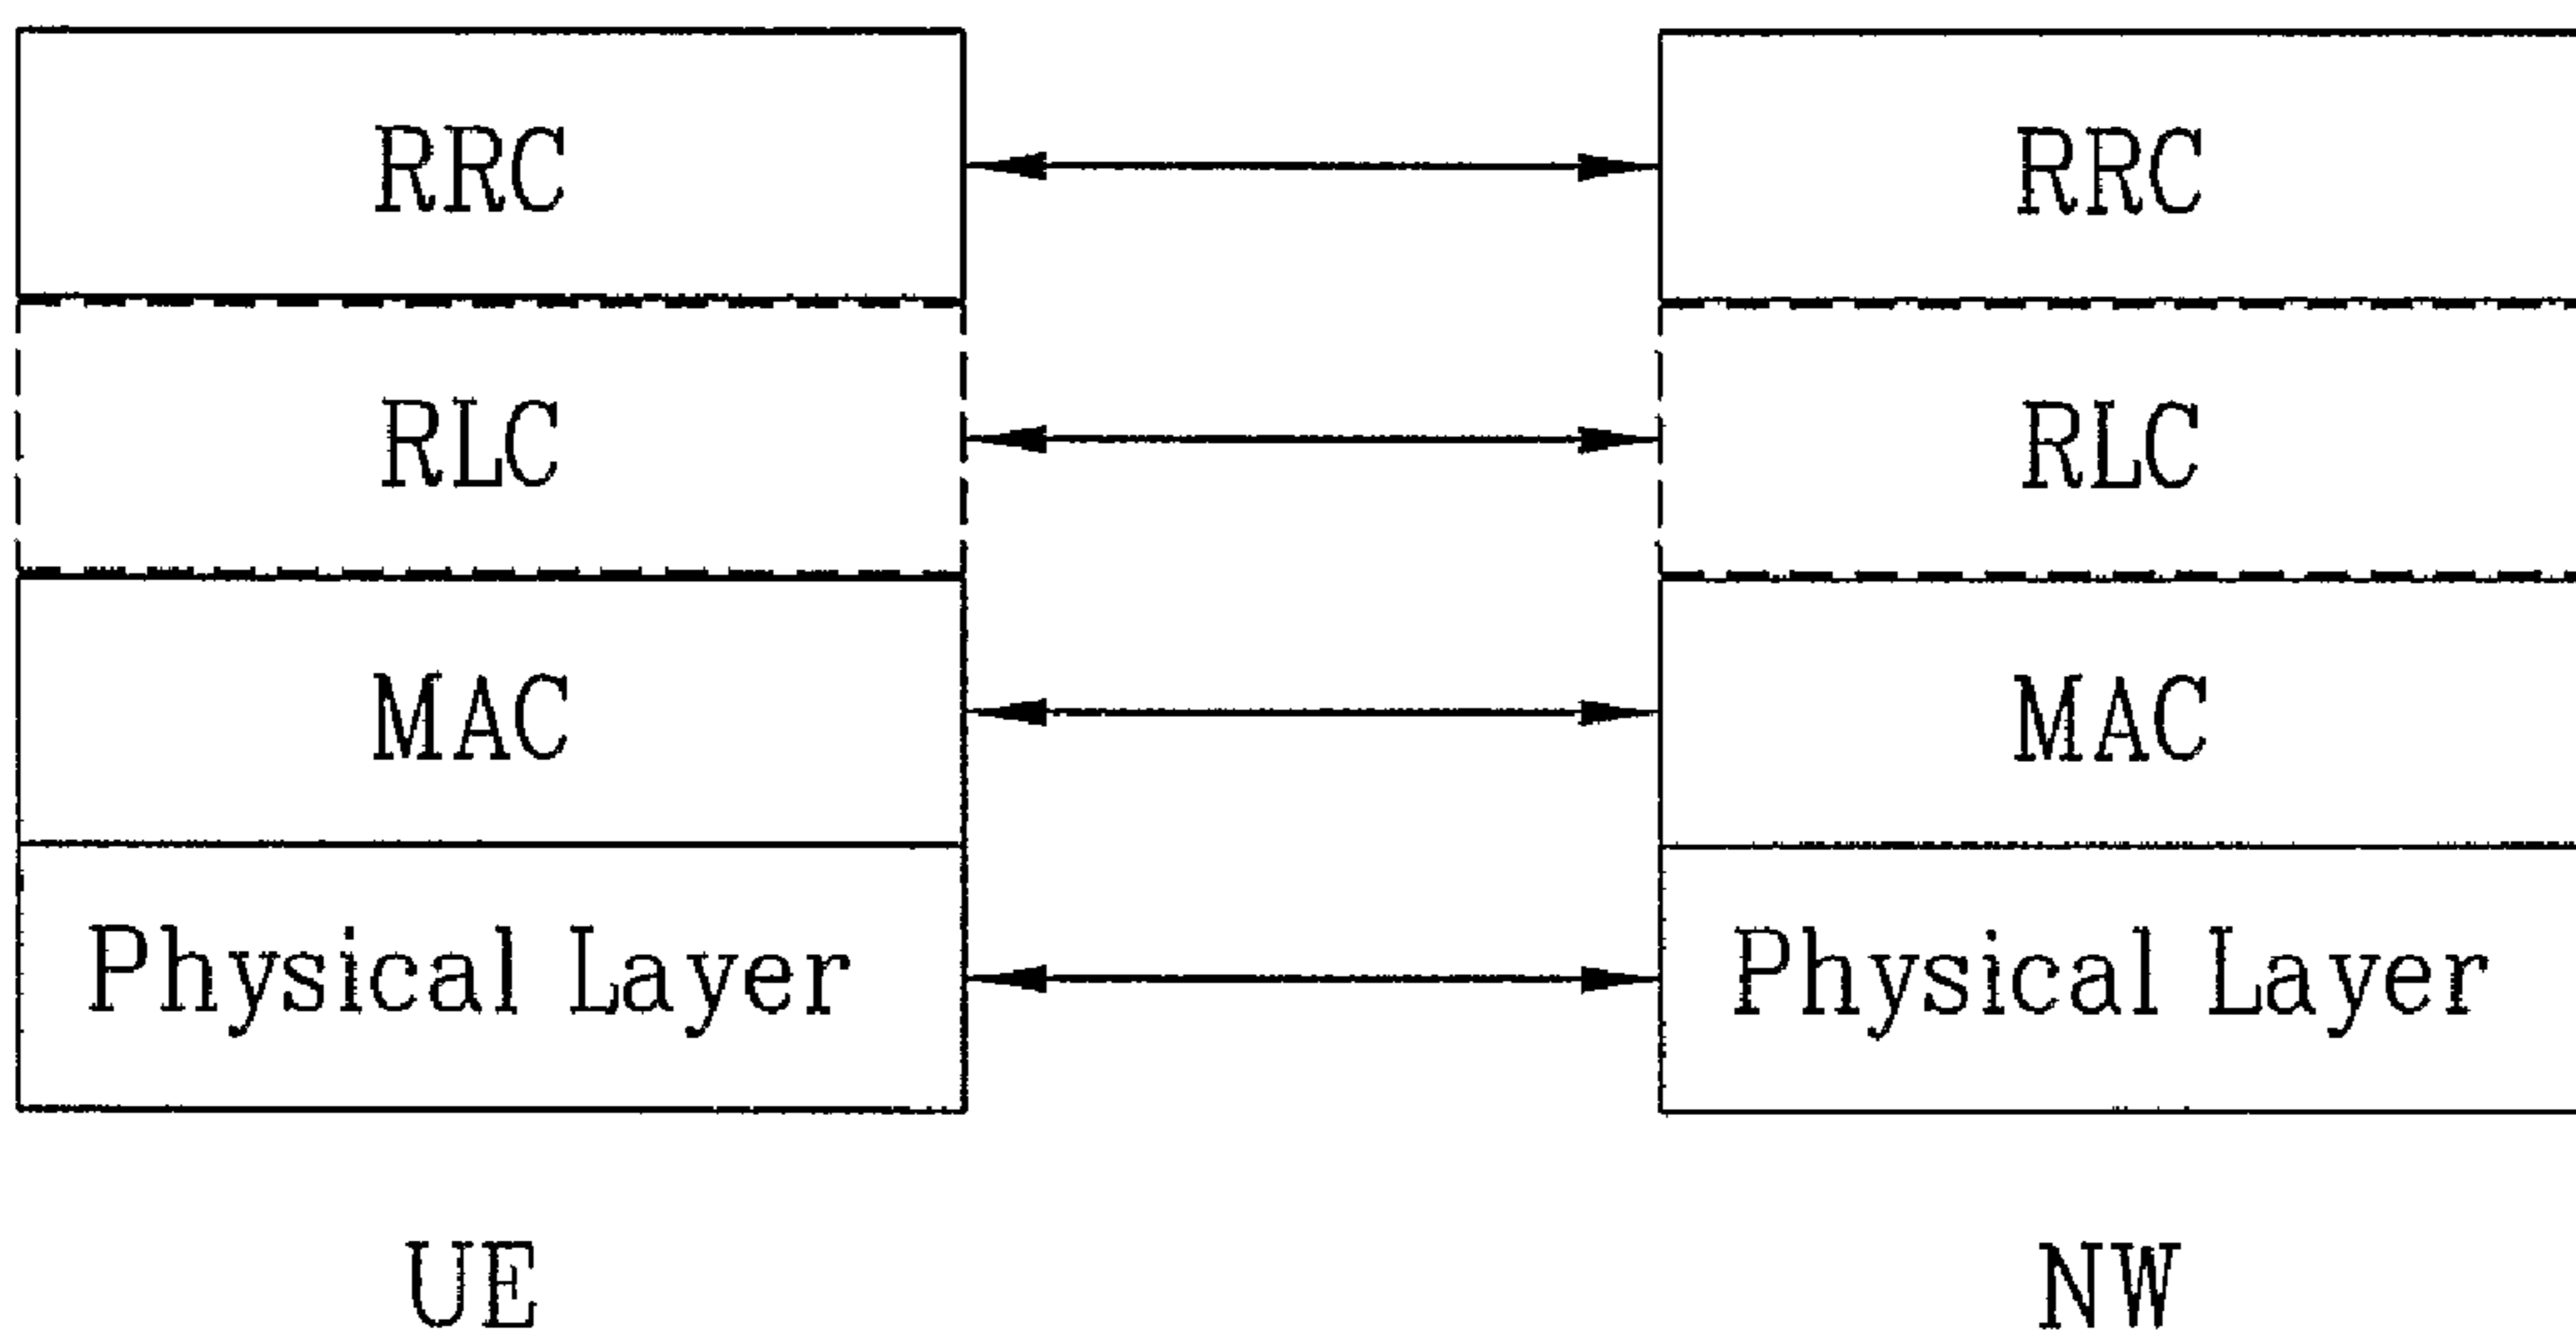 RRC RRC
RLC RLC
MAC MAC
Physical Layer Physical Layer
UE NW